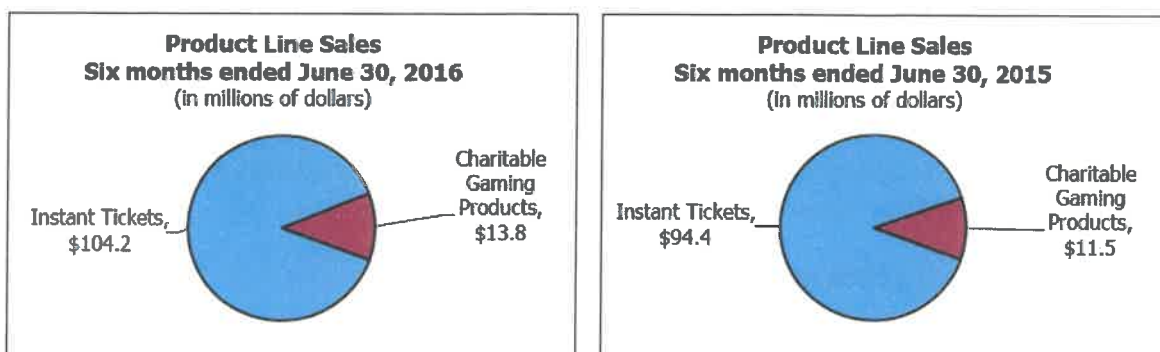 Product Line Sales
Six months ended June 30, 2016
(in millions of dollars)
Instant Tickets,
$104.2
Charitable
Gaming
Products,
$13.8
Product Line Sales
Six months ended June 30, 2015
(in millions of dollars)
Instant Tickets,
$94.4
Charitable
Gaming
Products,
$11.5